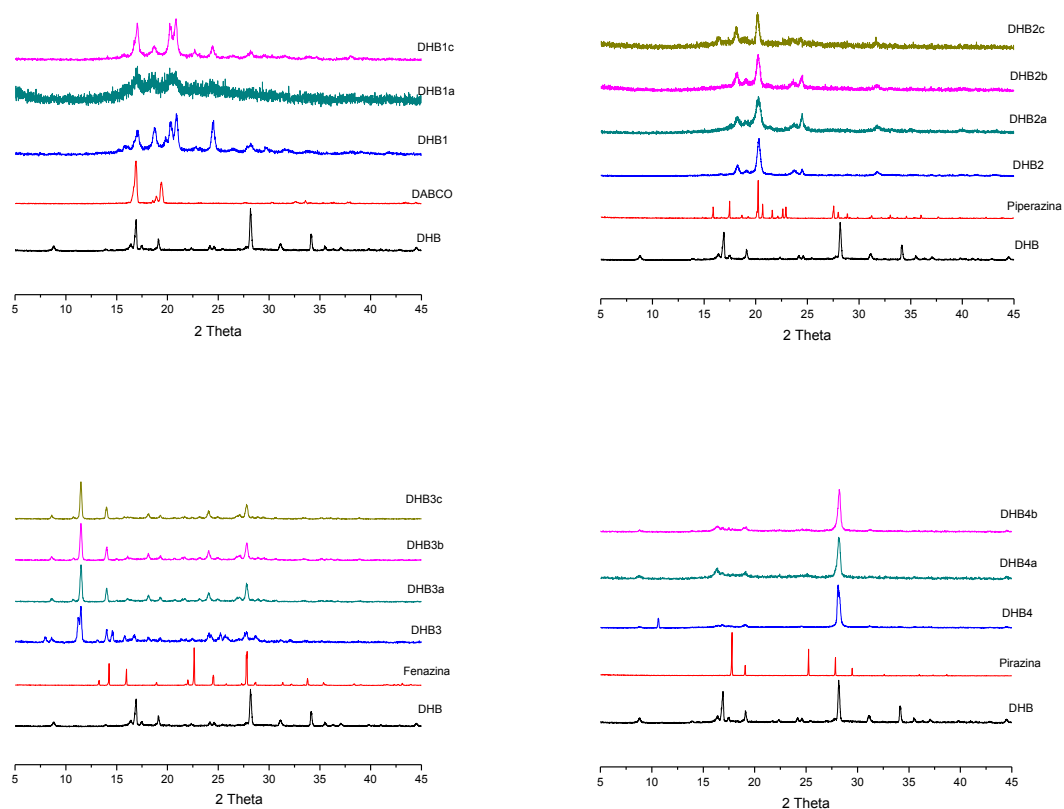 DHB1c
DHB1a
DHB1
DABCO
DHB
5 10 15 20 25 30 35 40 45
2 Theta
DHB2c
DHB2b
DHB2a
DHB2
Piperazina
DHB
5 10 15 20 25 30 35 40 45
2 Theta
DHB3c
DHB3b
DHB3a
DHB3
Fenazina
DHB
5 10 15 20 25 30 35 40 45
2 Theta
DHB4b
DHB4a
DHB4
Pirazina
DHB
5 10 15 20 25 30 35 40 45
2 Theta